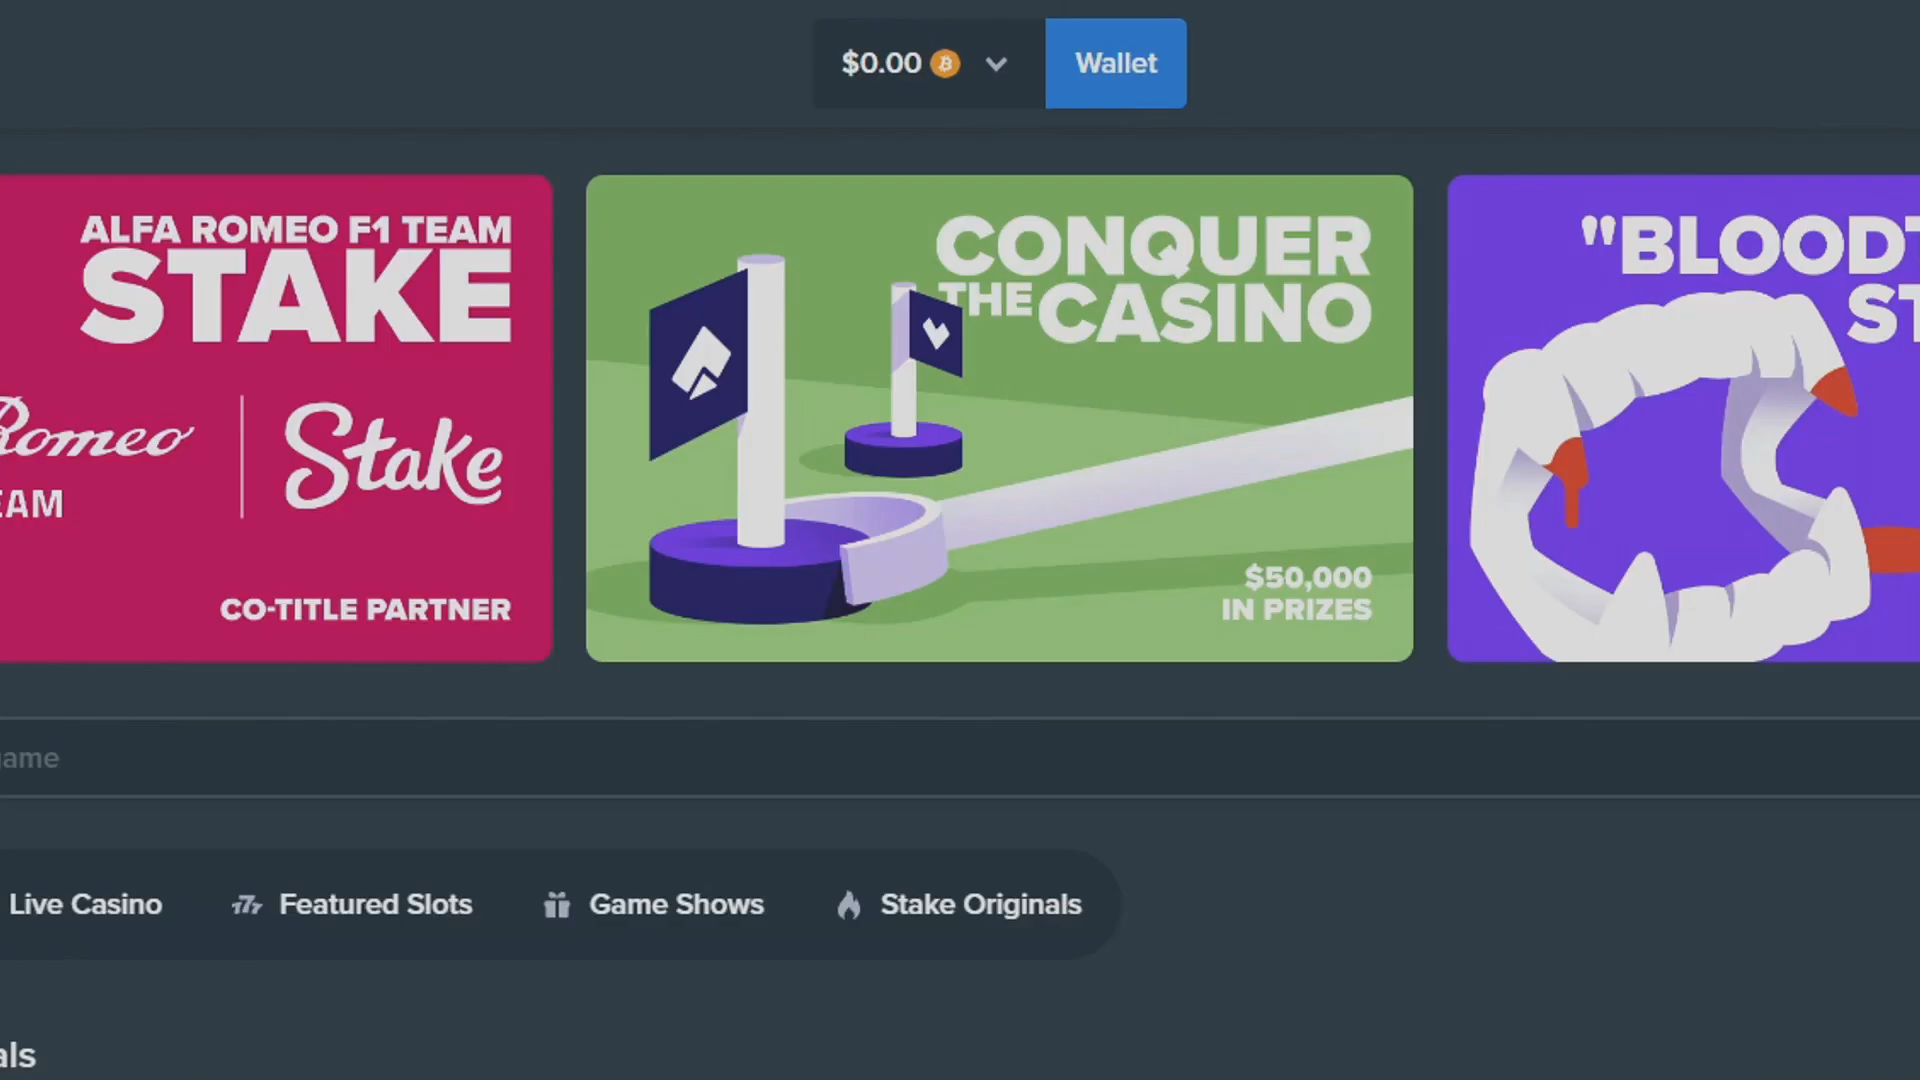 $0.00
Wallet
ALFA ROMEO F1 TEAM
STAKE
Romeo
Stake
CO-TITLE PARTNER
CONQUER
THE CASINO
$50,000
IN PRIZES
Live Casino
Featured Slots
Game Shows
Stake Originals